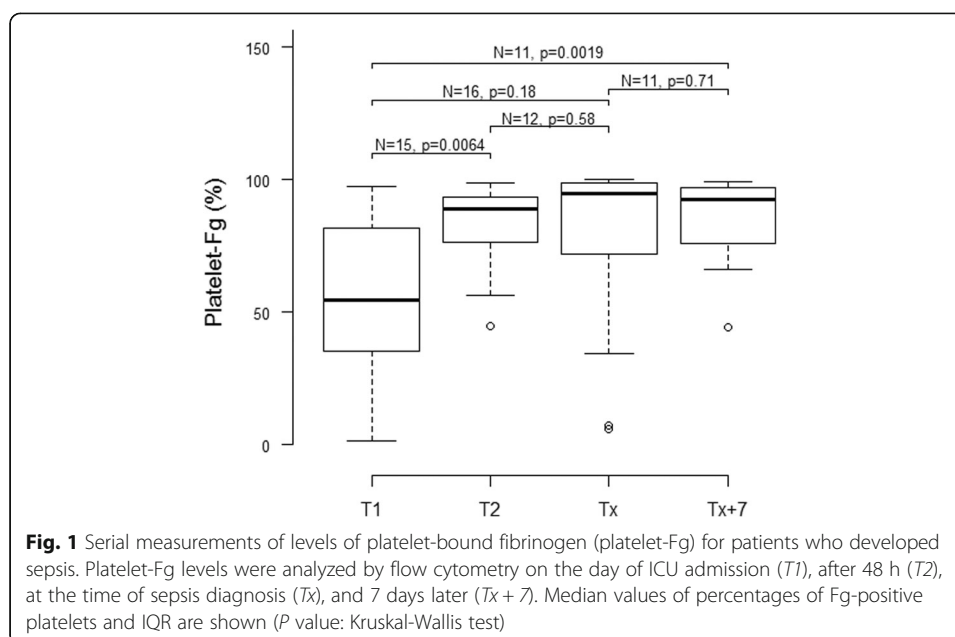 150
N=11, p=0.0019
N=11, p=0.71
N=16, p=0.18
N=12, p=0.58
N=15, p=0.0064
100
Platelet-Fg (%)
50
0
T1 T2 Tx Tx+7
Fig. 1 Serial measurements of levels of platelet-bound fibrinogen (platelet-Fg) for patients who developed
sepsis. Platelet-Fg levels were analyzed by flow cytometry on the day of ICU admission (T1), after 48 h (T2),
at the time of sepsis diagnosis (Tx), and 7 days later (Tx + 7). Median values of percentages of Fg-positive
platelets and IQR are shown (P value: Kruskal-Wallis test)